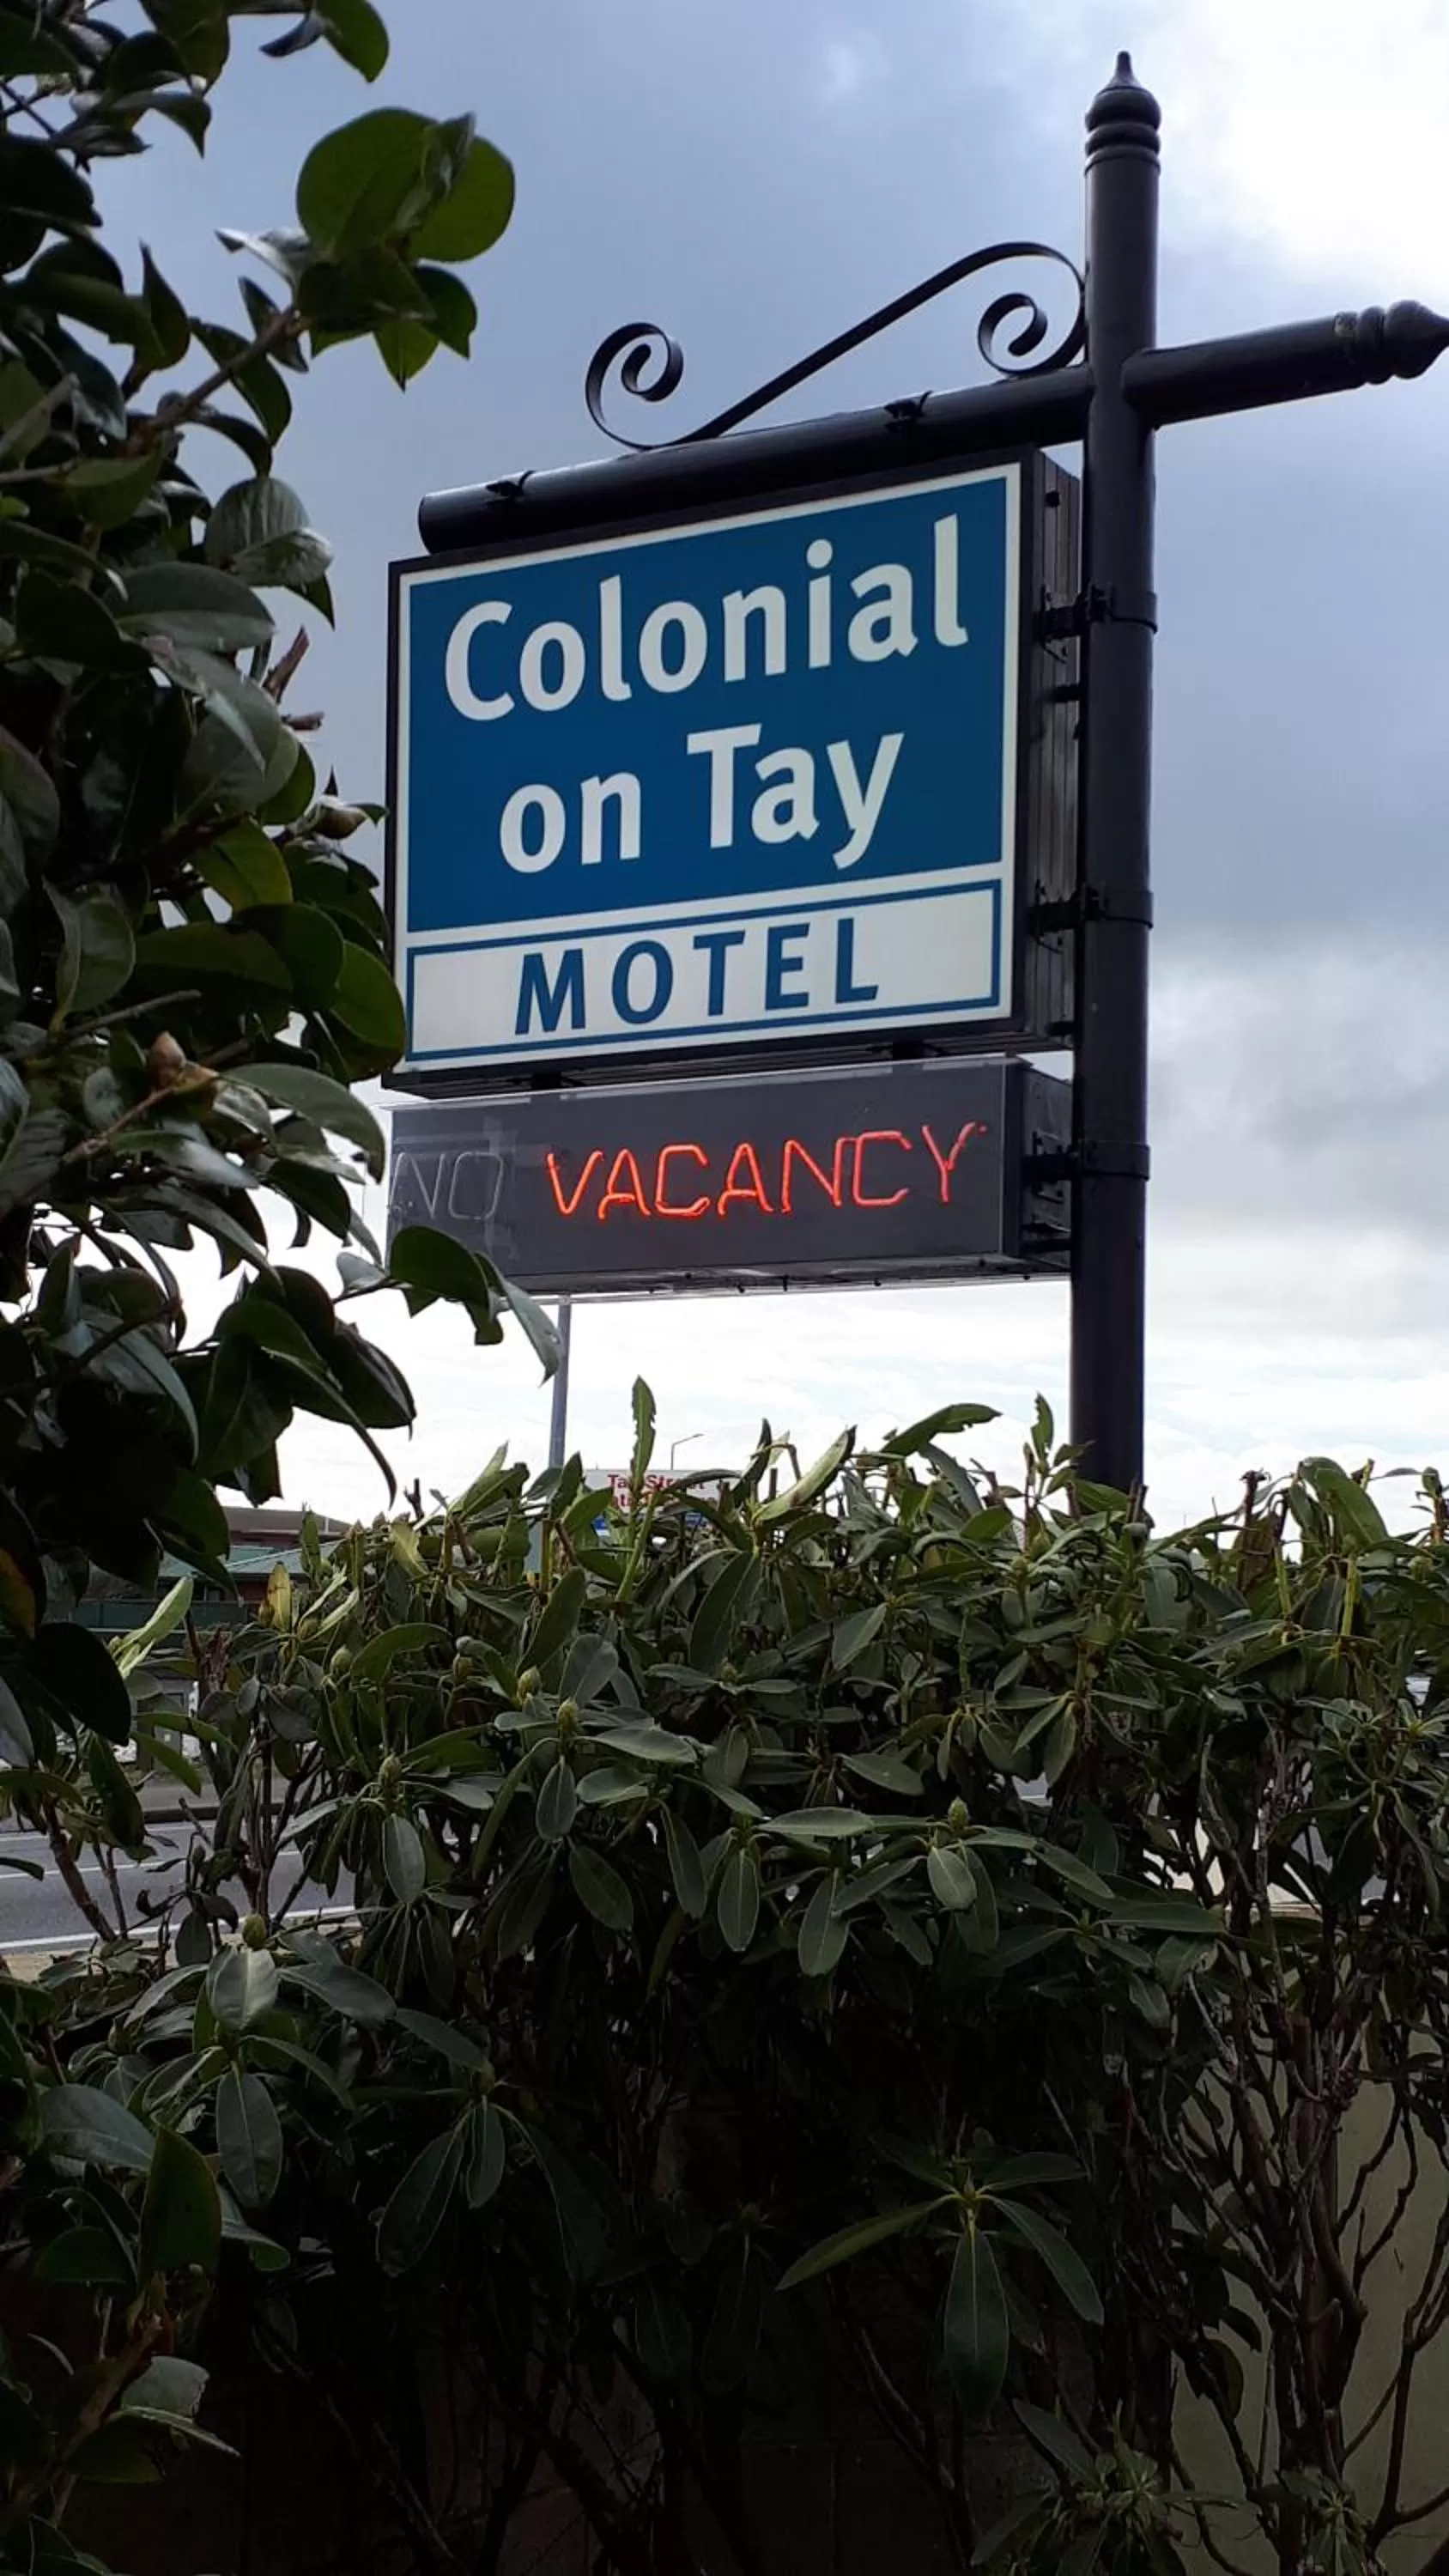 Colonial
on Tay
MOTEL
NO VACANCY